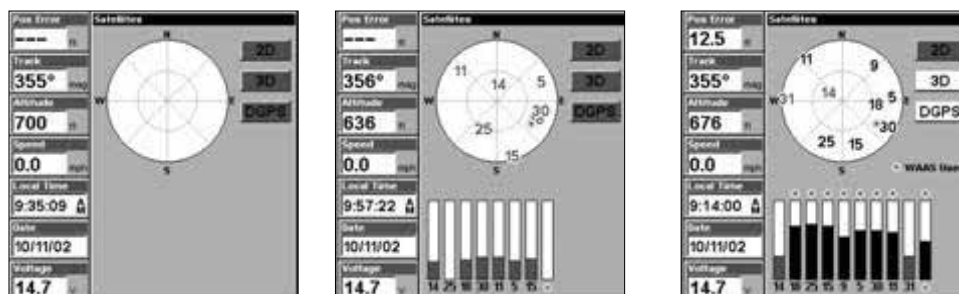 Pos Error
Satellites
--- ft
N
2D
Track
355° mag
3D
W
E
Altitude
700 ft
DGPS
Speed
S
0.0 mph
Local Time
9:35:09 AM
Date
10/11/02
Voltage
14.7 v
Pos Error
Satellites
--- ft
N
2D
Track
11
14
5
356° mag
3D
W
E
Altitude
30
636 ft
DGPS
25
Speed
15
S
0.0 mph
Local Time
9:57:22 AM
Date
10/11/02
Voltage
14.7 v
14 25 18 30 11 5 15
Pos Error
Satellites
12.5 ft
N
2D
11
9
Track
355° mag
3D
14
W 31
18
5
E
Altitude
676 ft
DGPS
*30
25
15
Speed
S
0.0 mph
WAAS Used
Local Time
9:14:00 AM
Date
10/11/02
Voltage
14.7 v
14 18 25 15 9 5 30 11 31